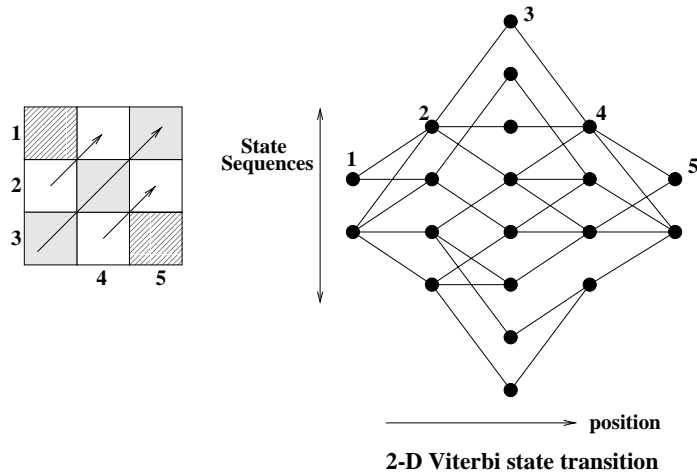 3
1
2
4
State
Sequences
1
5
2
3
4
5
position
2-D Viterbi state transition